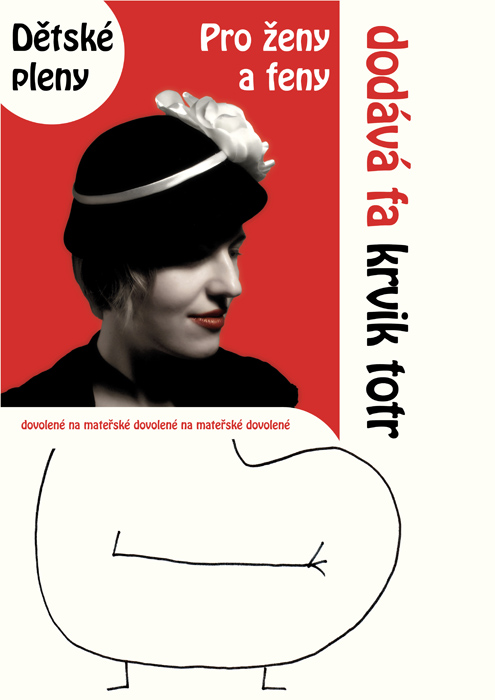 Dětské
pleny
Pro ženy
a feny
dodává fa krvik totr
dovolené na mateřské dovolené na mateřské dovolené